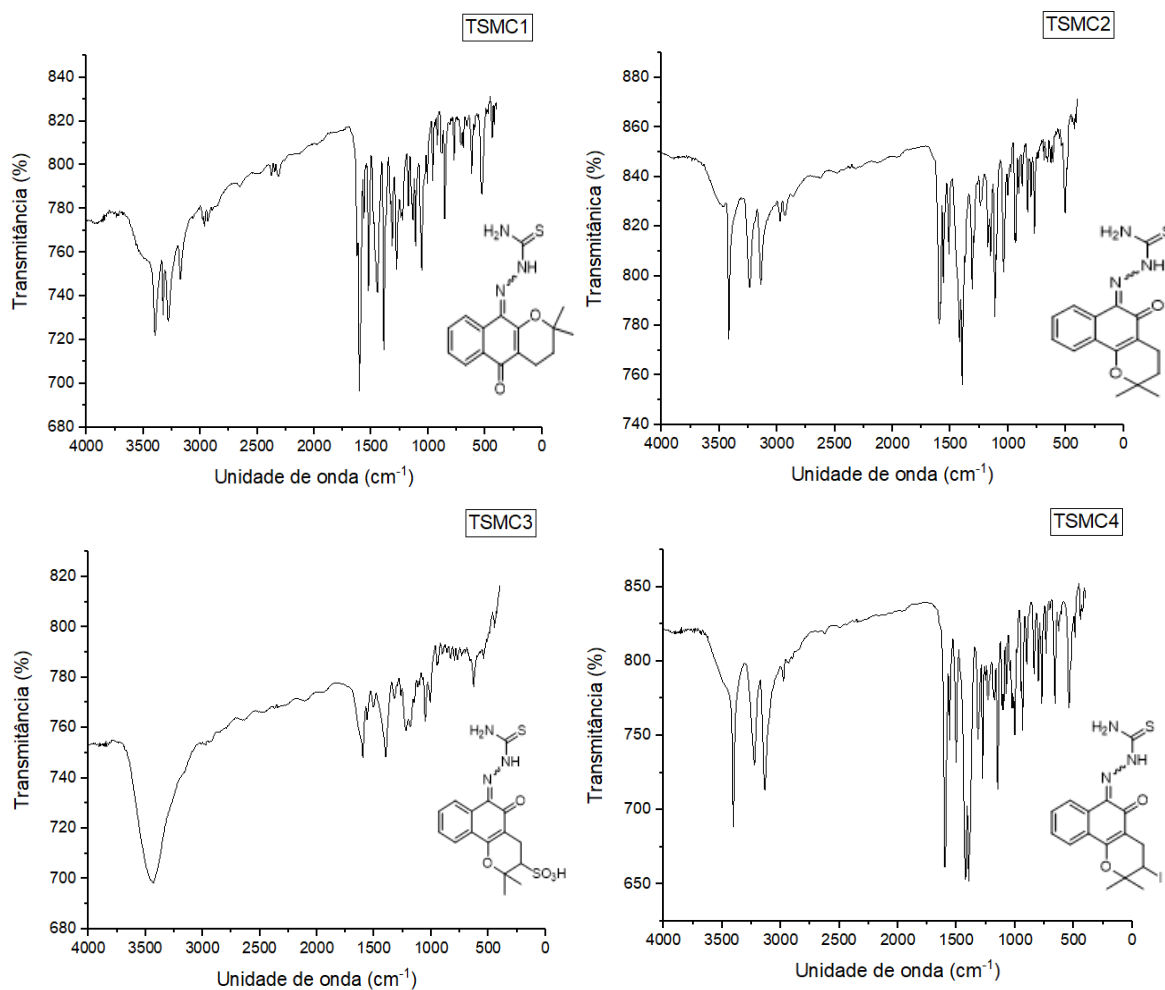 TSMC1
Transmitância (%)
840
820
800
780
760
740
720
700
680
4000
3500
3000
2500
2000
1500
1000
500
0
Unidade de onda (cm-1)
H2N
S
NH
N
O
O
TSMC2
Transmitânica (%)
880
860
840
820
800
780
760
740
4000
3500
3000
2500
2000
1500
1000
500
0
Unidade de onda (cm-1)
H2N
S
NH
N
O
O
TSMC3
Transmitância (%)
820
800
780
760
740
720
700
680
4000
3500
3000
2500
2000
1500
1000
500
0
Unidade de onda (cm-1)
H2N
S
NH
N
O
O
SO3H
TSMC4
Transmitância (%)
850
800
750
700
650
4000
3500
3000
2500
2000
1500
1000
500
0
Unidade de onda (cm-1)
H2N
S
NH
N
O
O
I